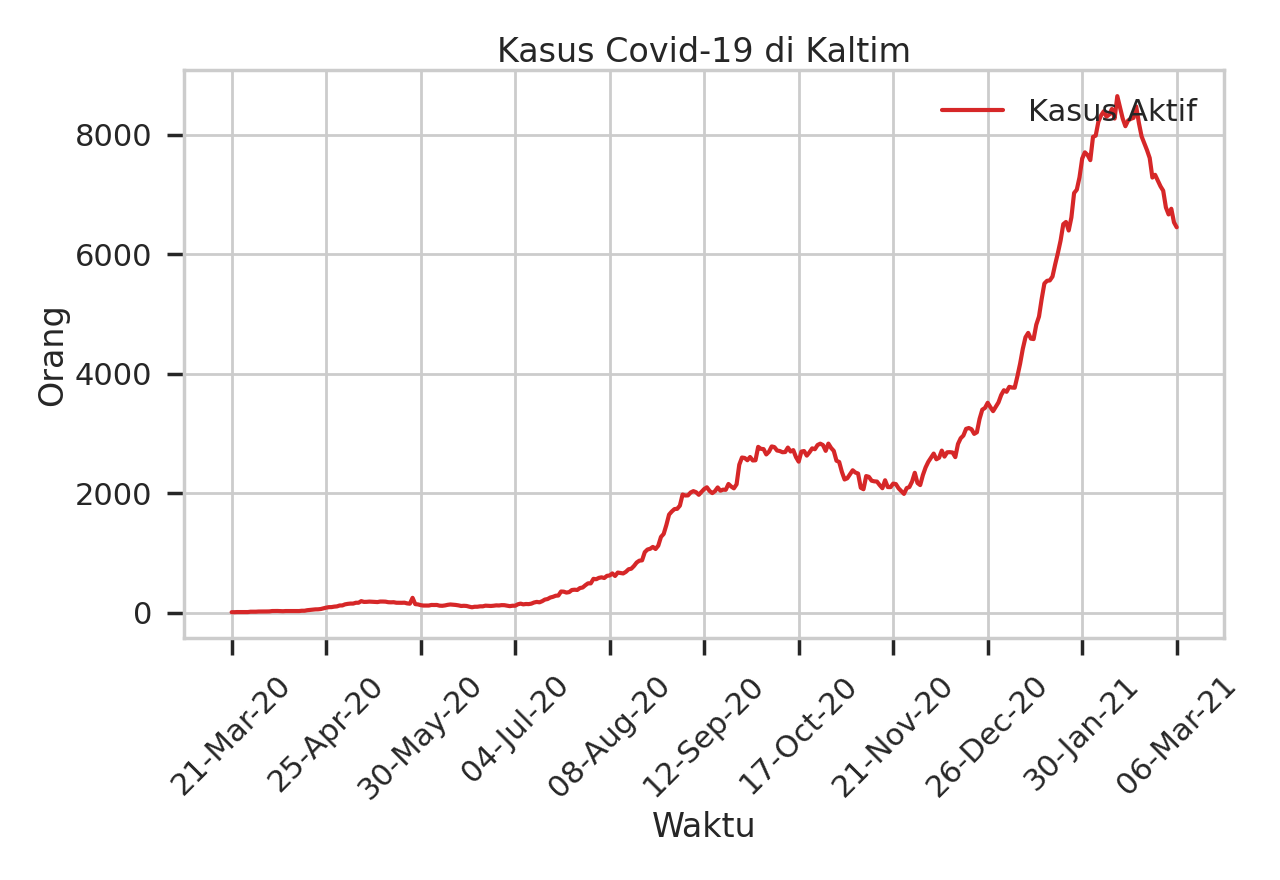 Kasus Covid-19 di Kaltim
Kasus Aktif
Orang
8000
6000
4000
2000
0
21-Mar-20
25-Apr-20
30-May-20
04-Jul-20
08-Aug-20
12-Sep-20
17-Oct-20
21-Nov-20
26-Dec-20
30-Jan-21
06-Mar-21
Waktu